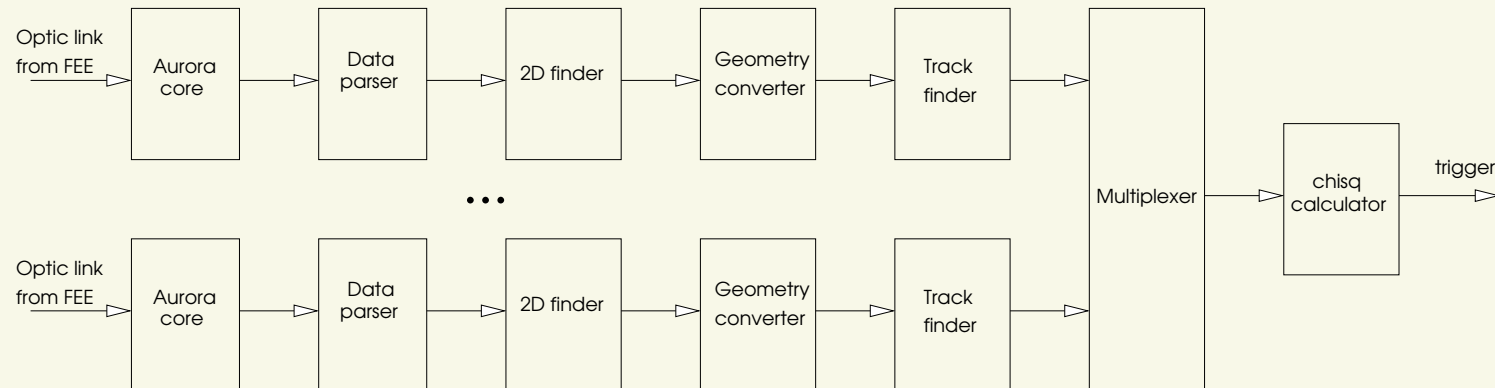 Optic link
from FEE
Aurora
core
Data
parser
2D finder
Geometry
converter
Track
finder
Multiplexer
chisq
calculator
trigger
...
Optic link
from FEE
Aurora
core
Data
parser
2D finder
Geometry
converter
Track
finder